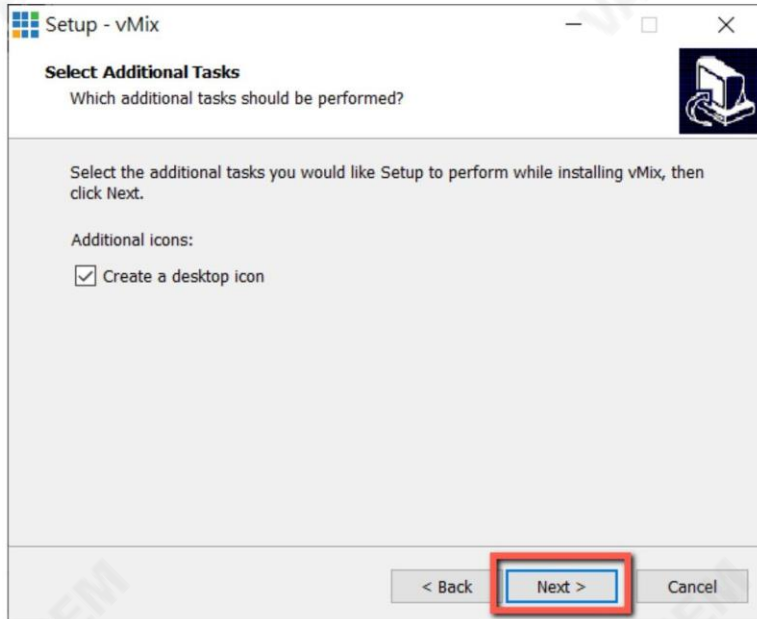 Setup - vMix
Select Additional Tasks
Which additional tasks should be performed?
Select the additional tasks you would like Setup to perform while installing vMix, then
click Next.
Additional icons:
Create a desktop icon
< Back
Next >
Cancel